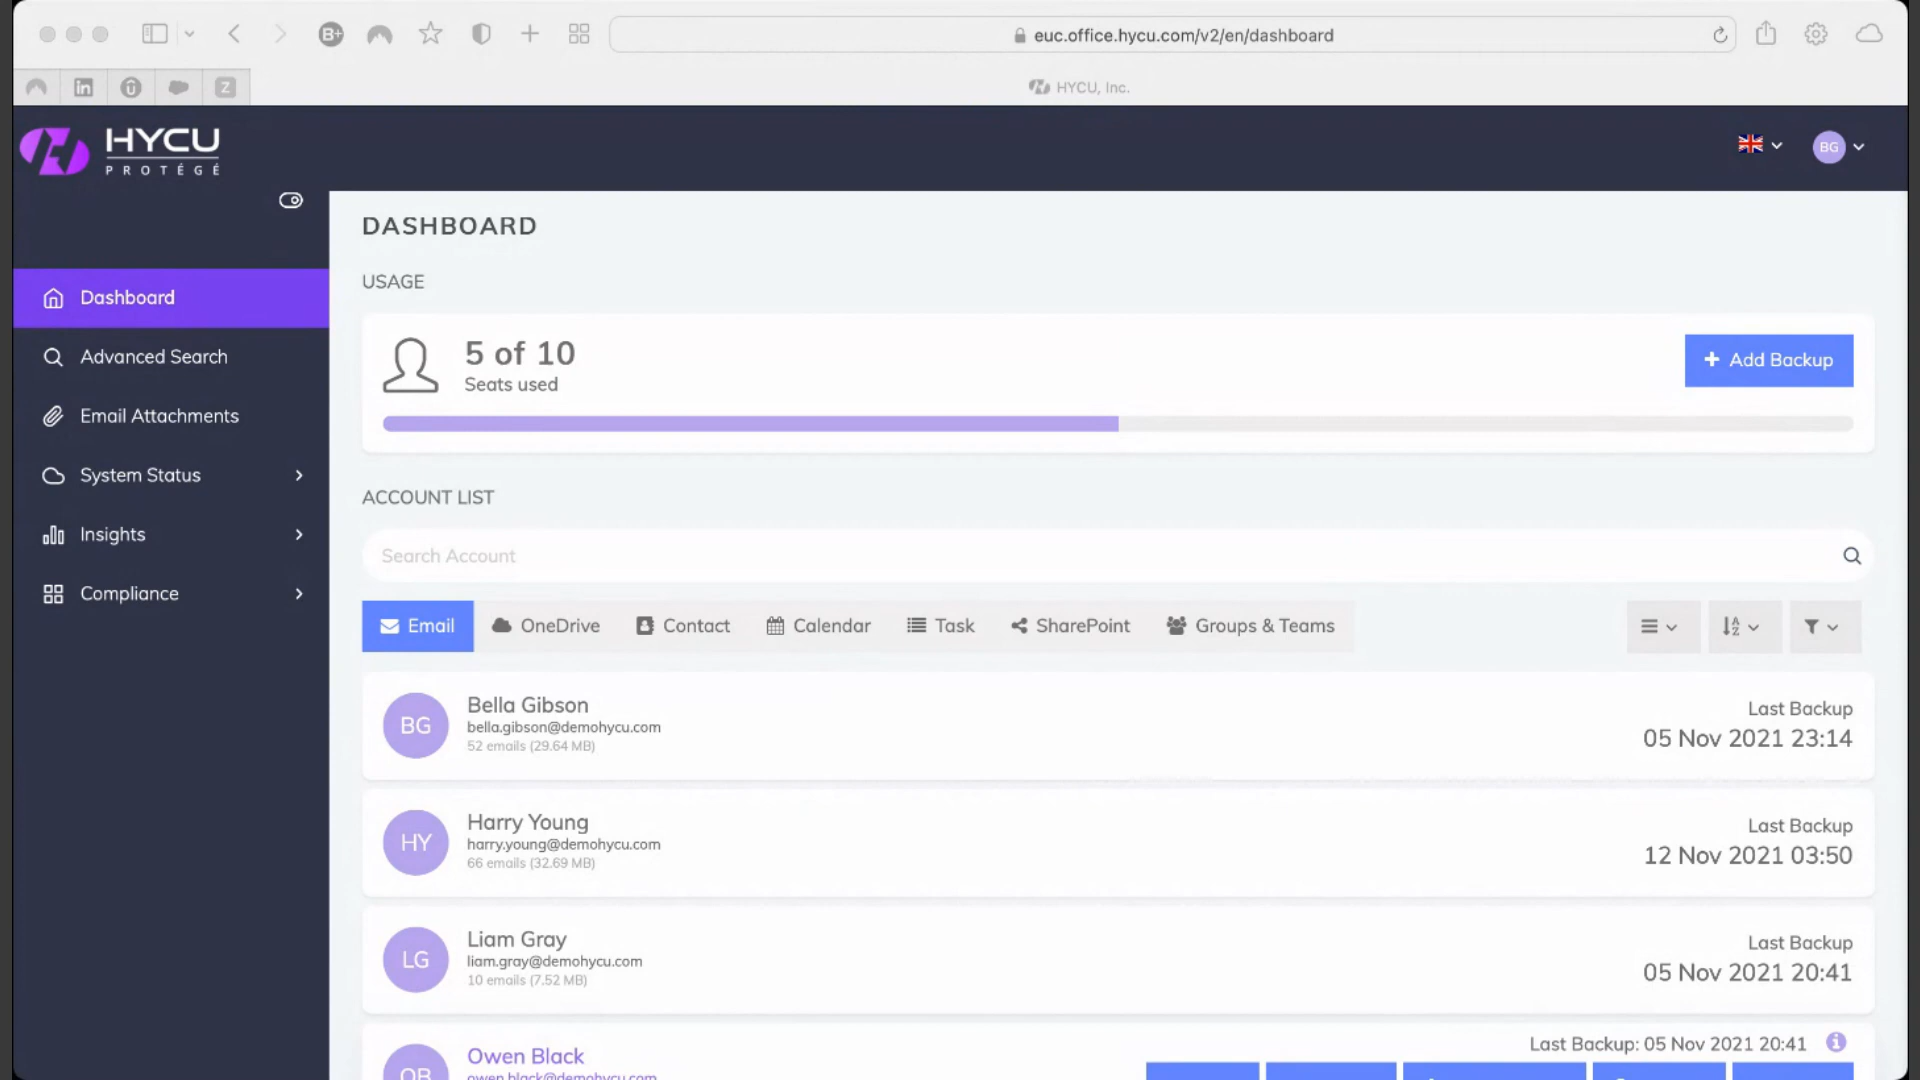 euc.office.hycu.com/v2/en/dashboard
HYCU, Inc.
HYCU
PROTÉGÉ
BG
DASHBOARD
USAGE
Dashboard
5 of 10
Seats used
+ Add Backup
Advanced Search
Email Attachments
System Status
Insights
Compliance
ACCOUNT LIST
Search Account
Email OneDrive Contact Calendar Task SharePoint Groups & Teams
BG
Bella Gibson
bella.gibson@demohycu.com
52 emails (29.64 MB)
Last Backup
05 Nov 2021 23:14
HY
Harry Young
harry.young@demohycu.com
66 emails (32.69 MB)
Last Backup
12 Nov 2021 03:50
LG
Liam Gray
liam.gray@demohycu.com
10 emails (7.52 MB)
Last Backup
05 Nov 2021 20:41
OB
Owen Black
owen.black@demohycu.com
Last Backup: 05 Nov 2021 20:41